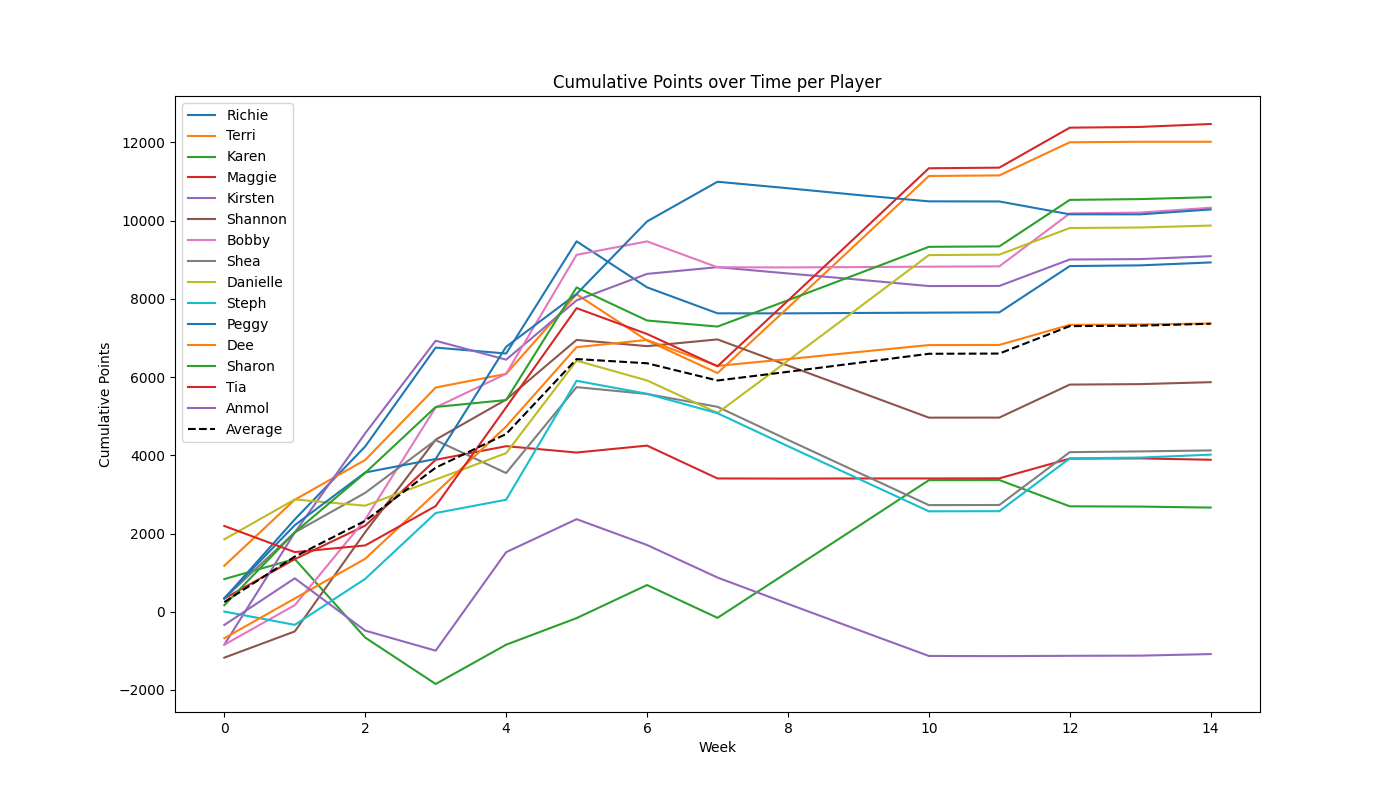 Cumulative Points over Time per Player
Richie
Terri
Karen
Maggie
Kirsten
Shannon
Bobby
Shea
Danielle
Steph
Peggy
Dee
Sharon
Tia
Anmol
Average
12000
10000
8000
6000
4000
2000
0
−2000
Cumulative Points
0 2 4 6 8 10 12 14
Week